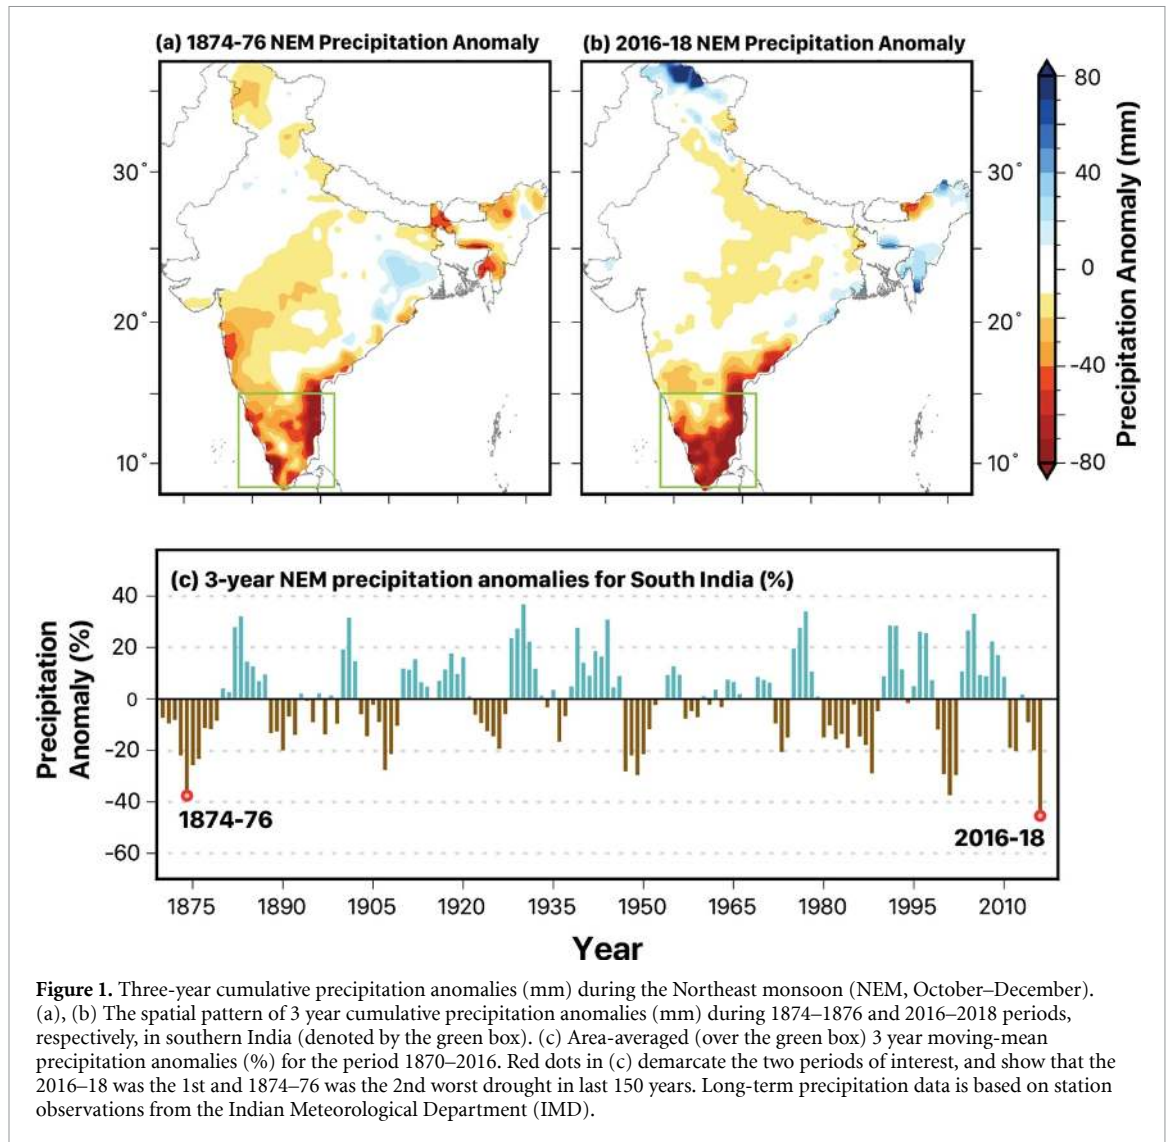 (a) 1874-76 NEM Precipitation Anomaly
(b) 2016-18 NEM Precipitation Anomaly
30°
20°
10°
30°
20°
10°
80
40
0
-40
-80
Precipitation Anomaly (mm)
(c) 3-year NEM precipitation anomalies for South India (%)
Precipitation
Anomaly (%)
40
20
0
-20
-40
-60
1874-76
2016-18
1875
1890
1905
1920
1935
1950
1965
1980
1995
2010
Year
Figure 1. Three-year cumulative precipitation anomalies (mm) during the Northeast monsoon (NEM, October–December).
(a), (b) The spatial pattern of 3 year cumulative precipitation anomalies (mm) during 1874–1876 and 2016–2018 periods,
respectively, in southern India (denoted by the green box). (c) Area-averaged (over the green box) 3 year moving-mean
precipitation anomalies (%) for the period 1870–2016. Red dots in (c) demarcate the two periods of interest, and show that the
2016–18 was the 1st and 1874–76 was the 2nd worst drought in last 150 years. Long-term precipitation data is based on station
observations from the Indian Meteorological Department (IMD).